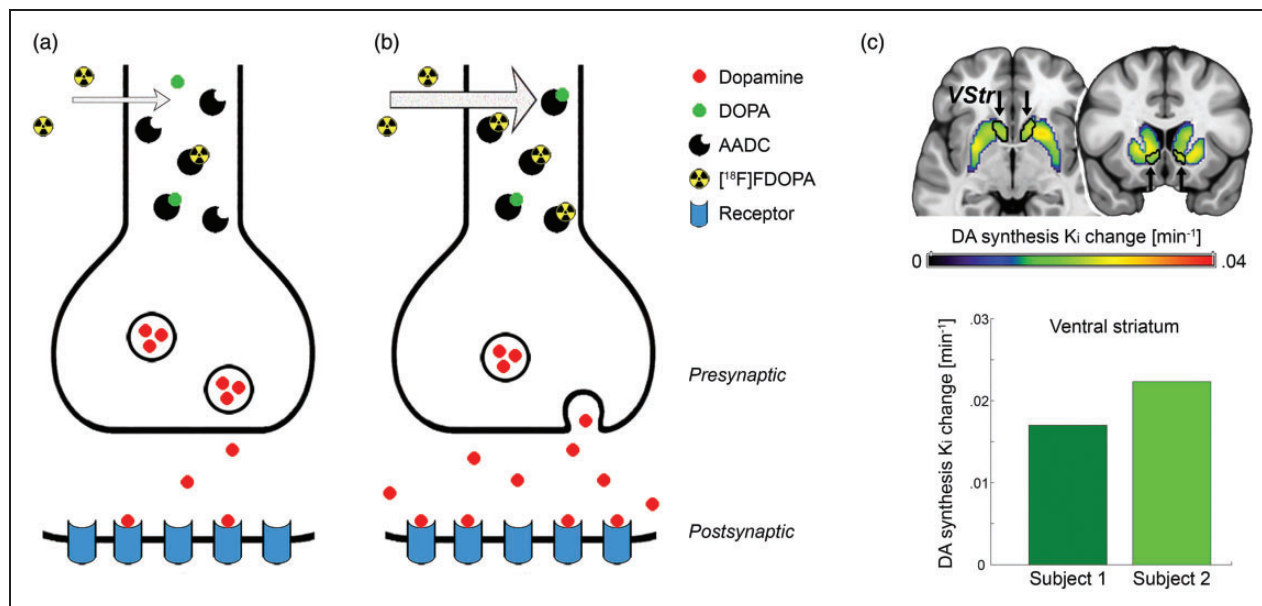 (a)
(b)
Dopamine
DOPA
AADC
[¹⁸F]FDOPA
Receptor
Presynaptic
Postsynaptic
(c)
VStr
DA synthesis Ki change [min⁻¹]
0 .04
Ventral striatum
DA synthesis Ki change [min⁻¹]
.03
.02
.01
0
Subject 1 Subject 2